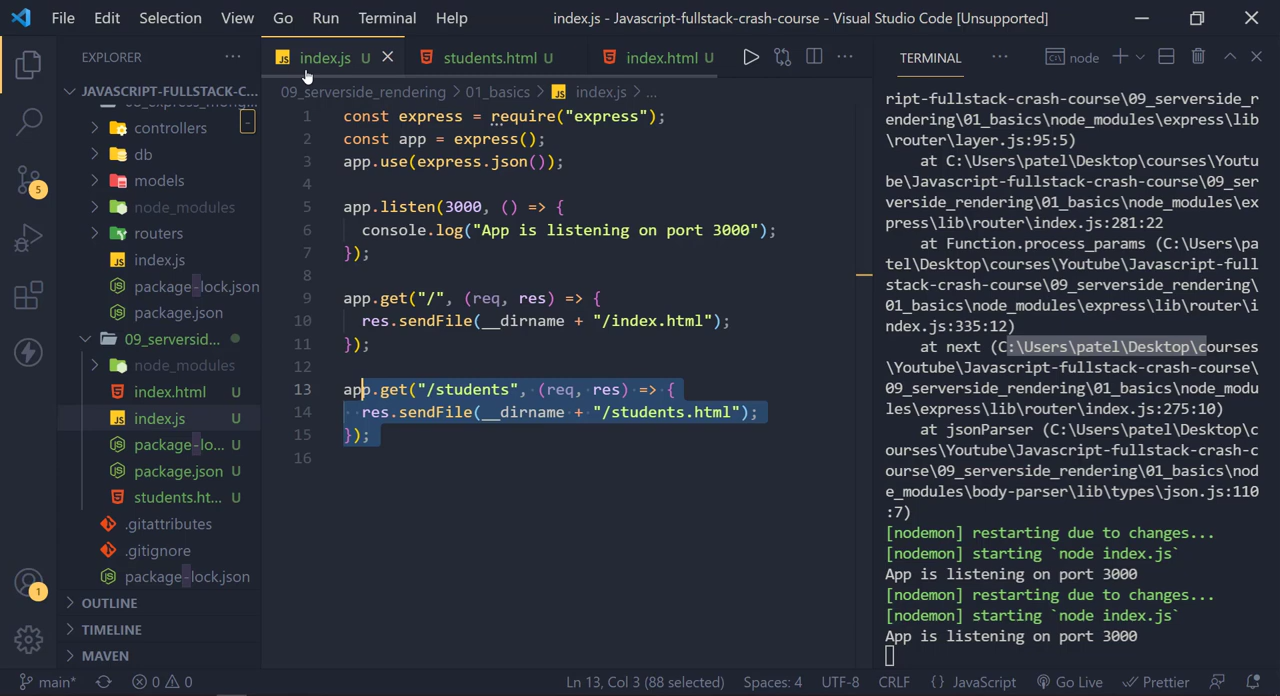 File Edit Selection View Go Run Terminal Help
index.js - Javascript-fullstack-crash-course - Visual Studio Code [Unsupported]
EXPLORER
JAVASCRIPT-FULLSTACK-C...
controllers
db
models
node_modules
routers
index.js
package-lock.json
package.json
09_serversid...
node_modules
index.html U
index.js U
package-lo... U
package.json U
students.ht... U
.gitattributes
.gitignore
package-lock.json
OUTLINE
TIMELINE
MAVEN
5
1
index.js U
students.html U
index.html U
09_serverside_rendering > 01_basics > index.js > ...
1 const express = require("express");
2 const app = express();
3 app.use(express.json());
4
5 app.listen(3000, () => {
6 console.log("App is listening on port 3000");
7 });
8
9 app.get("/", (req, res) => {
10 res.sendFile(__dirname + "/index.html");
11 });
12
13 app.get("/students", (req, res) => {
14 res.sendFile(__dirname + "/students.html");
15 });
16
TERMINAL
node
ript-fullstack-crash-course\09_serverside_r
endering\01_basics\node_modules\express\lib
\router\layer.js:95:5)
at C:\Users\patel\Desktop\courses\Youtu
be\Javascript-fullstack-crash-course\09_ser
verside_rendering\01_basics\node_modules\ex
press\lib\router\index.js:281:22
at Function.process_params (C:\Users\pa
tel\Desktop\courses\Youtube\Javascript-full
stack-crash-course\09_serverside_rendering\
01_basics\node_modules\express\lib\router\i
ndex.js:335:12)
at next (C:\Users\patel\Desktop\courses
\Youtube\Javascript-fullstack-crash-course\
09_serverside_rendering\01_basics\node_modu
les\express\lib\router\index.js:275:10)
at jsonParser (C:\Users\patel\Desktop\c
ourses\Youtube\Javascript-fullstack-crash-c
ourse\09_serverside_rendering\01_basics\nod
e_modules\body-parser\lib\types\json.js:110
:7)
[nodemon] restarting due to changes...
[nodemon] starting `node index.js`
App is listening on port 3000
[nodemon] restarting due to changes...
[nodemon] starting `node index.js`
App is listening on port 3000
main* 0 0
Ln 13, Col 3 (88 selected) Spaces: 4 UTF-8 CRLF {} JavaScript Go Live Prettier